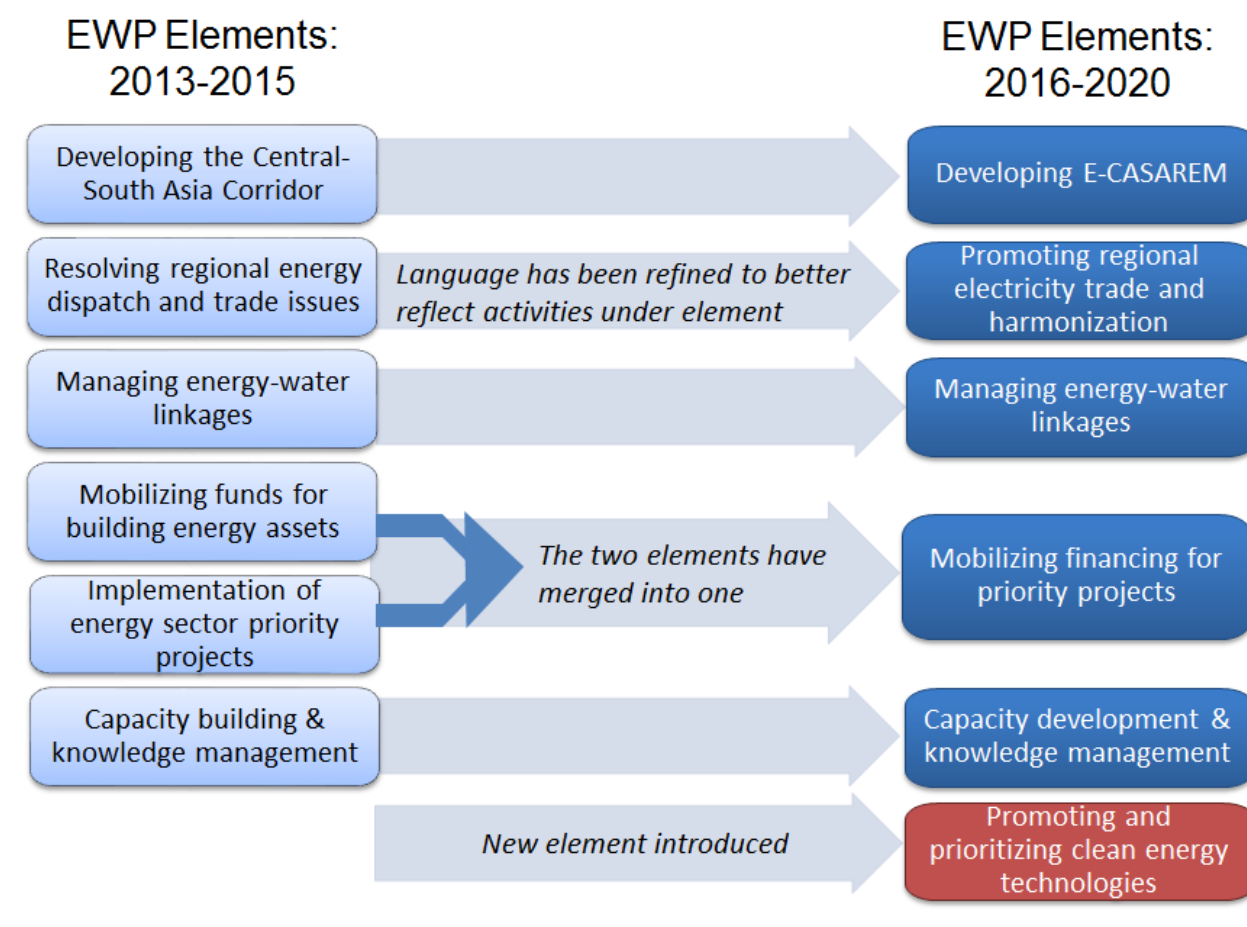 EWP Elements:
2013-2015
EWP Elements:
2016-2020
Developing the Central-
South Asia Corridor
Developing E-CASAREM
Resolving regional energy
dispatch and trade issues
Language has been refined to better
reflect activities under element
Promoting regional
electricity trade and
harmonization
Managing energy-water
linkages
Managing energy-water
linkages
Mobilizing funds for
building energy assets
Implementation of
energy sector priority
projects
The two elements have
merged into one
Mobilizing financing for
priority projects
Capacity building &
knowledge management
Capacity development &
knowledge management
New element introduced
Promoting and
prioritizing clean energy
technologies